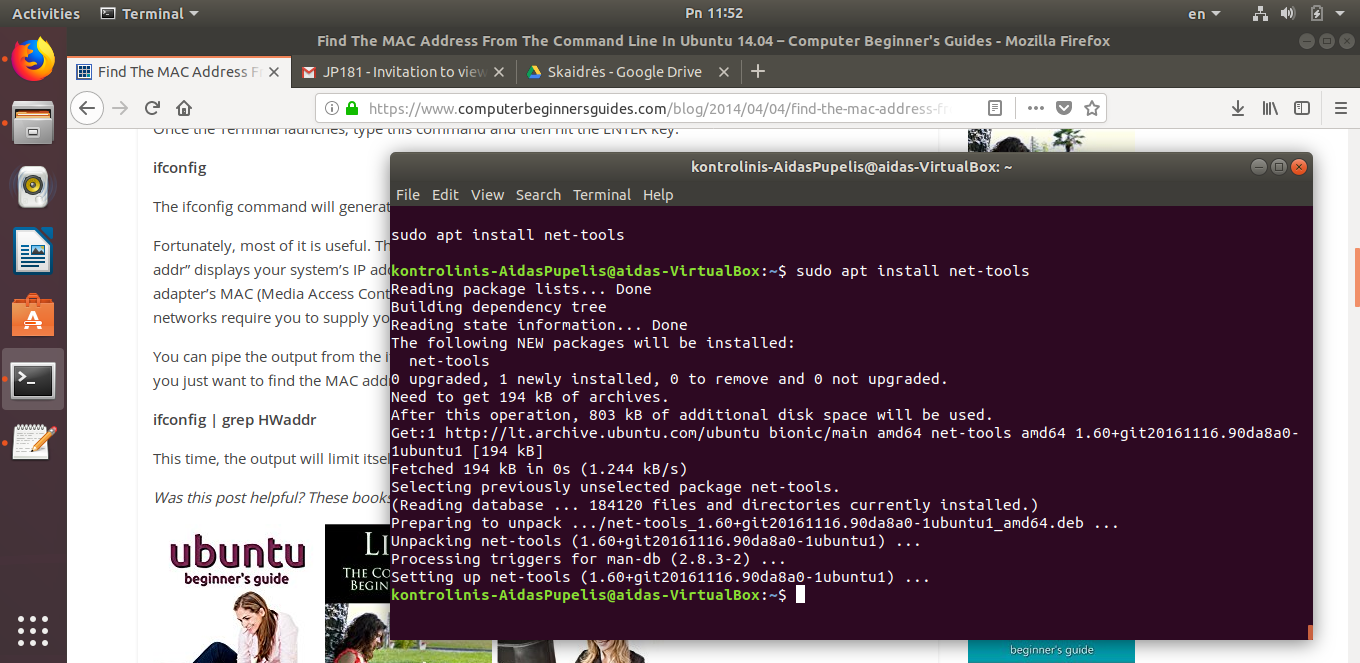 Activities Terminal Pn 11:52 en
Find The MAC Address From The Command Line In Ubuntu 14.04 – Computer Beginner's Guides - Mozilla Firefox
Find The MAC Address Fr JP181 - Invitation to view Skaidrės - Google Drive
https://www.computerbeginnersguides.com/blog/2014/04/04/find-the-mac-address-fr
Once the Terminal launches, type this command and then hit the ENTER key:
ifconfig
The ifconfig command will generat
Fortunately, most of it is useful. Th
addr” displays your system's IP add
adapter's MAC (Media Access Cont
networks require you to supply yo
You can pipe the output from the i
you just want to find the MAC addr
ifconfig | grep HWaddr
This time, the output will limit itsel
Was this post helpful? These books
ubuntu
beginner's guide
LI
THE CO
BEGIN
beginner's guide
kontrolinis-AidasPupelis@aidas-VirtualBox: ~
File Edit View Search Terminal Help
sudo apt install net-tools
kontrolinis-AidasPupelis@aidas-VirtualBox:~$ sudo apt install net-tools
Reading package lists... Done
Building dependency tree
Reading state information... Done
The following NEW packages will be installed:
  net-tools
0 upgraded, 1 newly installed, 0 to remove and 0 not upgraded.
Need to get 194 kB of archives.
After this operation, 803 kB of additional disk space will be used.
Get:1 http://lt.archive.ubuntu.com/ubuntu bionic/main amd64 net-tools amd64 1.60+git20161116.90da8a0-
1ubuntu1 [194 kB]
Fetched 194 kB in 0s (1.244 kB/s)
Selecting previously unselected package net-tools.
(Reading database ... 184120 files and directories currently installed.)
Preparing to unpack .../net-tools_1.60+git20161116.90da8a0-1ubuntu1_amd64.deb ...
Unpacking net-tools (1.60+git20161116.90da8a0-1ubuntu1) ...
Processing triggers for man-db (2.8.3-2) ...
Setting up net-tools (1.60+git20161116.90da8a0-1ubuntu1) ...
kontrolinis-AidasPupelis@aidas-VirtualBox:~$